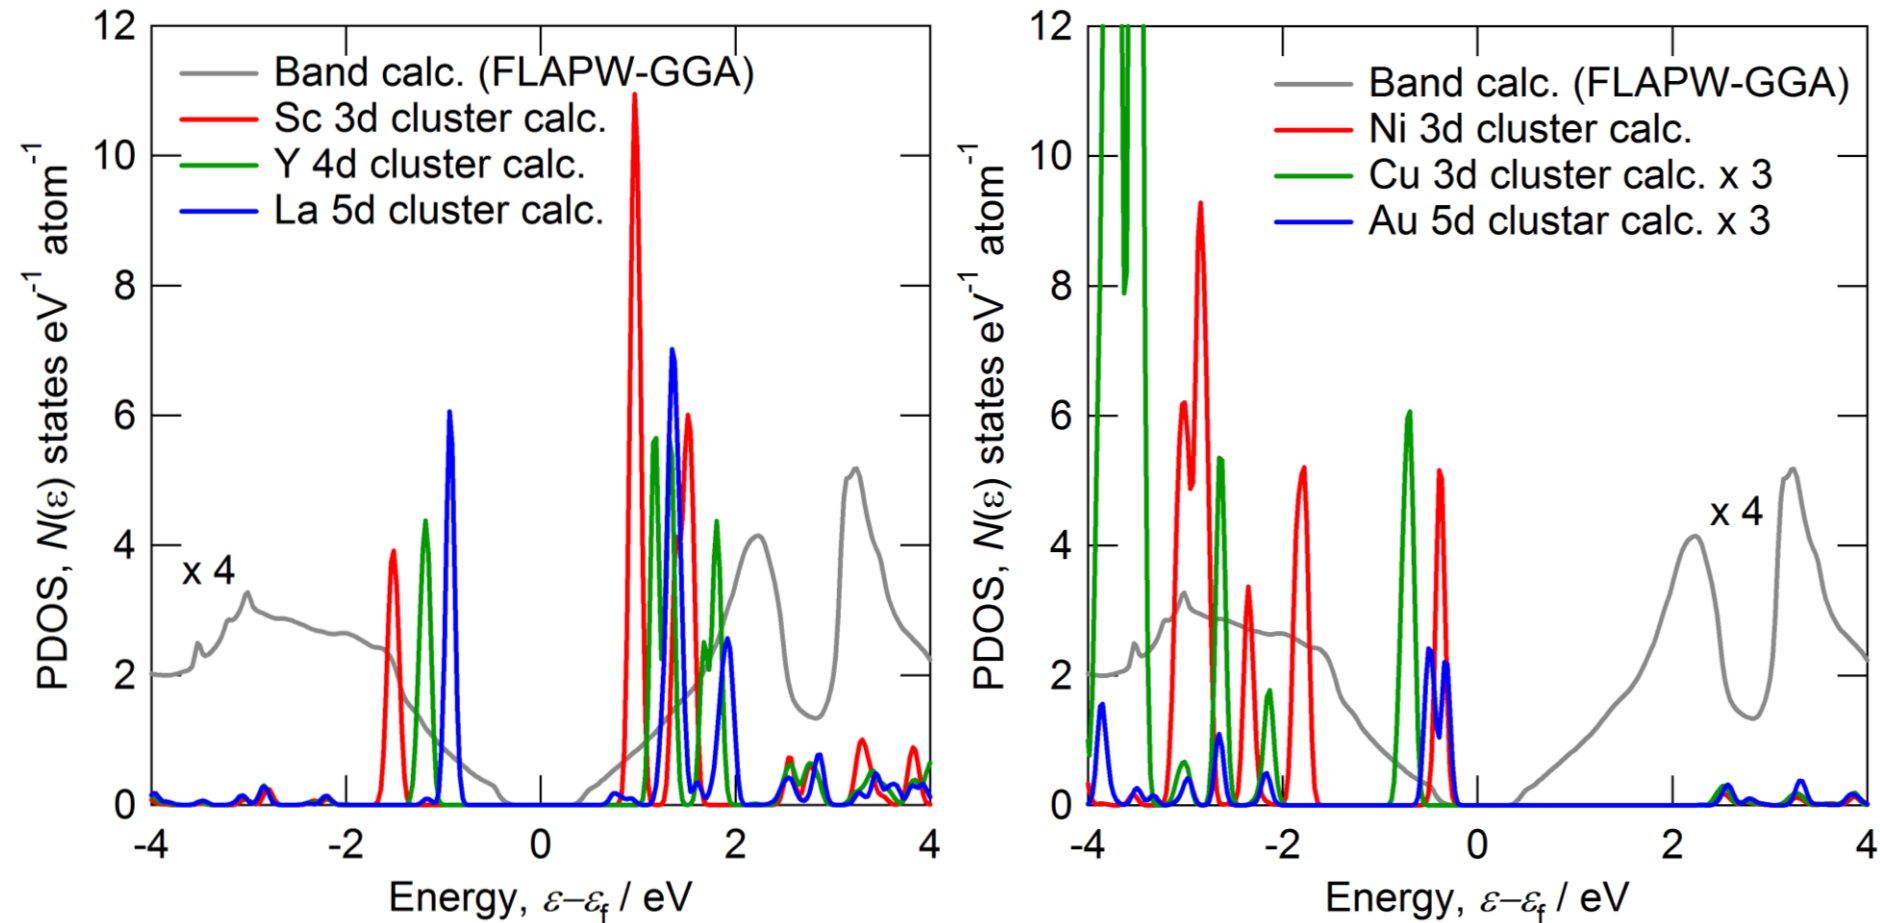 12
10
8
6
4
2
0
PDOS, N(ε) states eV⁻¹ atom⁻¹
Band calc. (FLAPW-GGA)
Sc 3d cluster calc.
Y 4d cluster calc.
La 5d cluster calc.
x 4
-4 -2 0 2 4
Energy, ε−εf / eV
12
10
8
6
4
2
0
PDOS, N(ε) states eV⁻¹ atom⁻¹
Band calc. (FLAPW-GGA)
Ni 3d cluster calc.
Cu 3d cluster calc. x 3
Au 5d clustar calc. x 3
x 4
-4 -2 0 2 4
Energy, ε−εf / eV